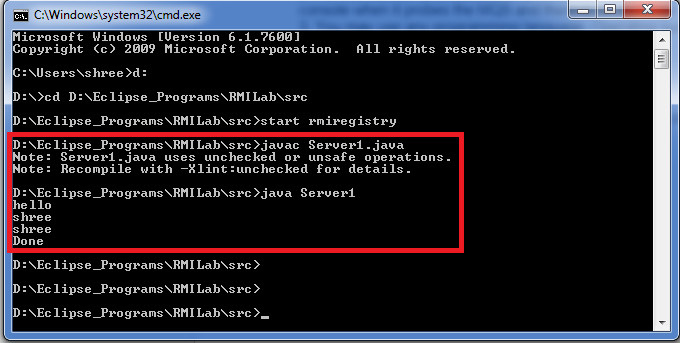 C:\Windows\system32\cmd.exe
Microsoft Windows [Version 6.1.7600]
Copyright (c) 2009 Microsoft Corporation.  All rights reserved.
C:\Users\shree>d:
D:\>cd D:\Eclipse_Programs\RMILab\src
D:\Eclipse_Programs\RMILab\src>start rmiregistry
D:\Eclipse_Programs\RMILab\src>javac Server1.java
Note: Server1.java uses unchecked or unsafe operations.
Note: Recompile with -Xlint:unchecked for details.
D:\Eclipse_Programs\RMILab\src>java Server1
hello
shree
shree
Done
D:\Eclipse_Programs\RMILab\src>
D:\Eclipse_Programs\RMILab\src>
D:\Eclipse_Programs\RMILab\src>_